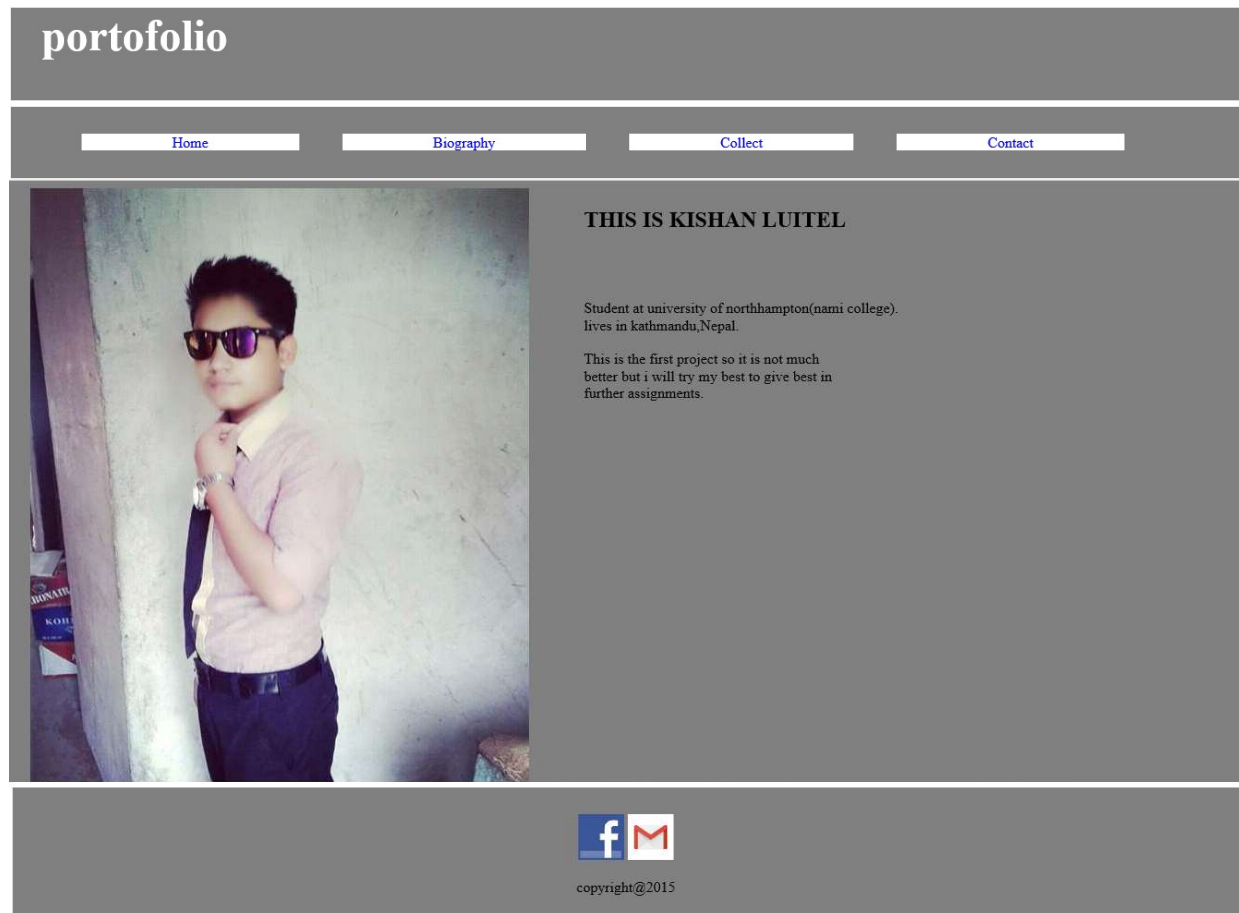 portofolio
Home
Biography
Collect
Contact
THIS IS KISHAN LUITEL
Student at university of northhampton(nami college).
lives in kathmandu,Nepal.
This is the first project so it is not much
better but i will try my best to give best in
further assignments.
f
copyright@2015